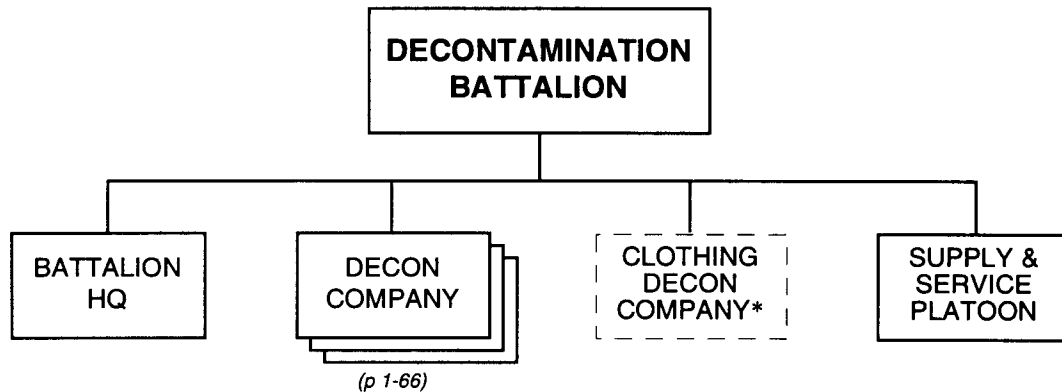 DECONTAMINATION
BATTALION
BATTALION
HQ
DECON
COMPANY
(p 1-66)
CLOTHING
DECON
COMPANY*
SUPPLY &
SERVICE
PLATOON